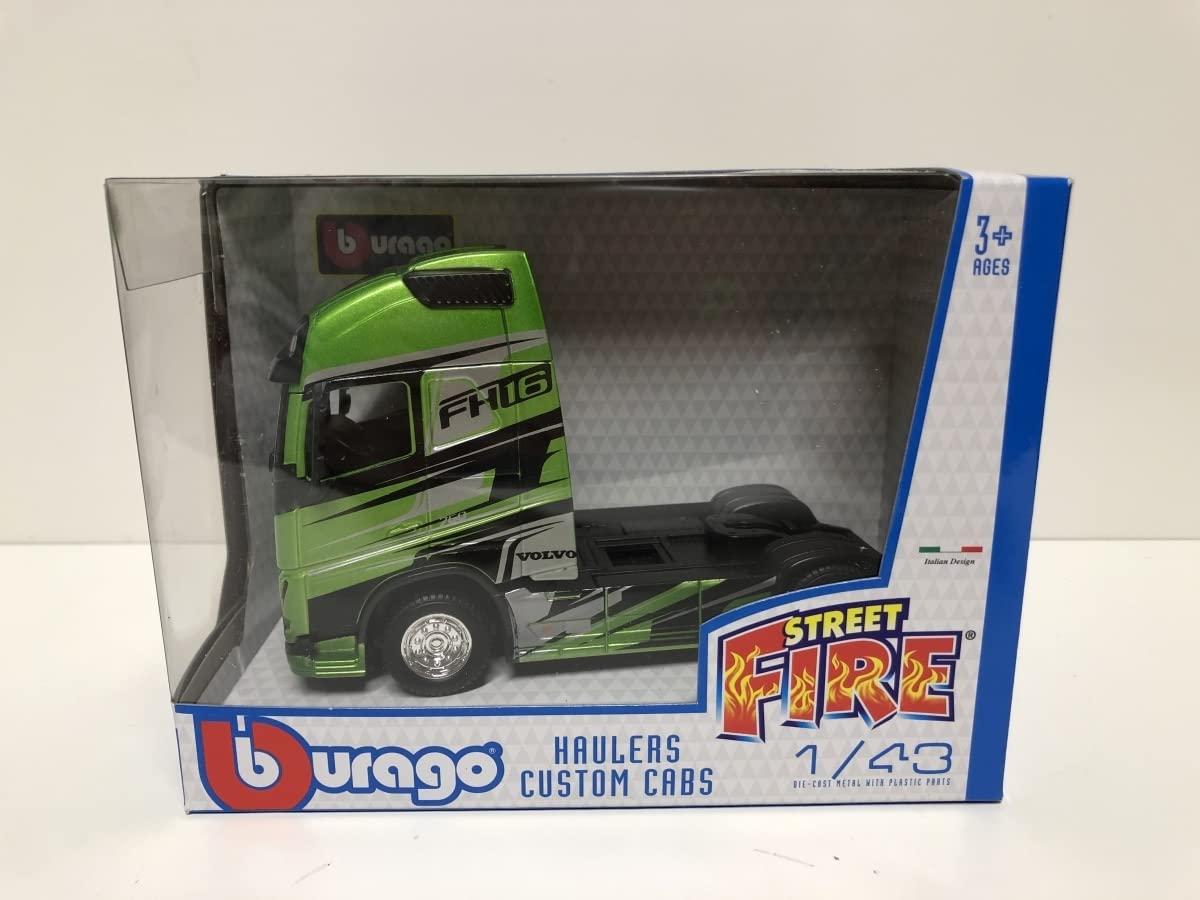 burago
3+
AGES
FH16
750
VOLVO
Italian Design
STREET
FIRE®
burago®
HAULERS
CUSTOM CABS
1/43
DIE-CAST METAL WITH PLASTIC PARTS